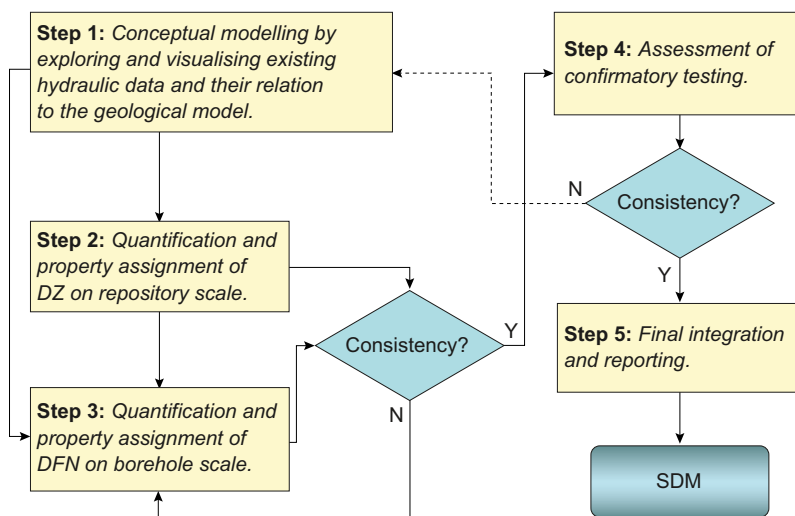 Step 1: Conceptual modelling by
exploring and visualising existing
hydraulic data and their relation
to the geological model.
Step 2: Quantification and
property assignment of
DZ on repository scale.
Step 3: Quantification and
property assignment of
DFN on borehole scale.
Consistency?
Y
N
Step 4: Assessment of
confirmatory testing.
Consistency?
N
Y
Step 5: Final integration
and reporting.
SDM